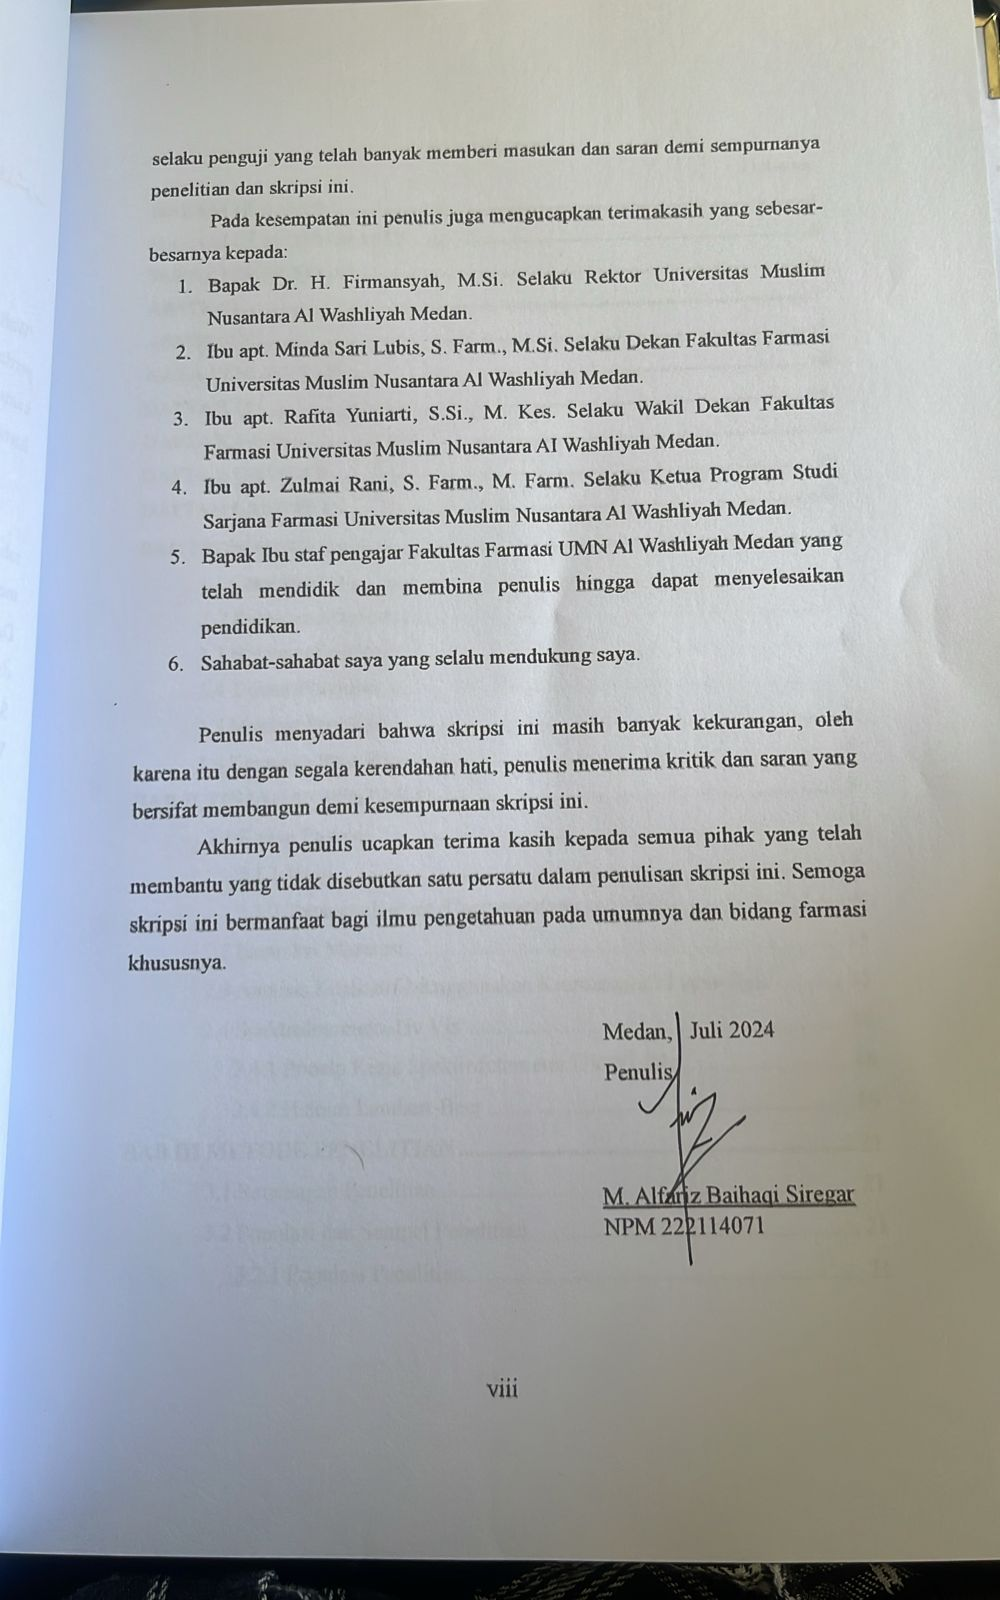 selaku penguji yang telah banyak memberi masukan dan saran demi sempurnanya
penelitian dan skripsi ini.
Pada kesempatan ini penulis juga mengucapkan terimakasih yang sebesar-
besarnya kepada:
1. Bapak Dr. H. Firmansyah, M.Si. Selaku Rektor Universitas Muslim
Nusantara Al Washliyah Medan.
2. Ibu apt. Minda Sari Lubis, S. Farm., M.Si. Selaku Dekan Fakultas Farmasi
Universitas Muslim Nusantara Al Washliyah Medan.
3. Ibu apt. Rafita Yuniarti, S.Si., M. Kes. Selaku Wakil Dekan Fakultas
Farmasi Universitas Muslim Nusantara AI Washliyah Medan.
4. Ibu apt. Zulmai Rani, S. Farm., M. Farm. Selaku Ketua Program Studi
Sarjana Farmasi Universitas Muslim Nusantara Al Washliyah Medan.
5. Bapak Ibu staf pengajar Fakultas Farmasi UMN Al Washliyah Medan yang
telah mendidik dan membina penulis hingga dapat menyelesaikan
pendidikan.
6. Sahabat-sahabat saya yang selalu mendukung saya.
Penulis menyadari bahwa skripsi ini masih banyak kekurangan, oleh
karena itu dengan segala kerendahan hati, penulis menerima kritik dan saran yang
bersifat membangun demi kesempurnaan skripsi ini.
Akhirnya penulis ucapkan terima kasih kepada semua pihak yang telah
membantu yang tidak disebutkan satu persatu dalam penulisan skripsi ini. Semoga
skripsi ini bermanfaat bagi ilmu pengetahuan pada umumnya dan bidang farmasi
khususnya.
Medan, Juli 2024
Penulis
M. Alfariz Baihaqi Siregar
NPM 222114071
viii